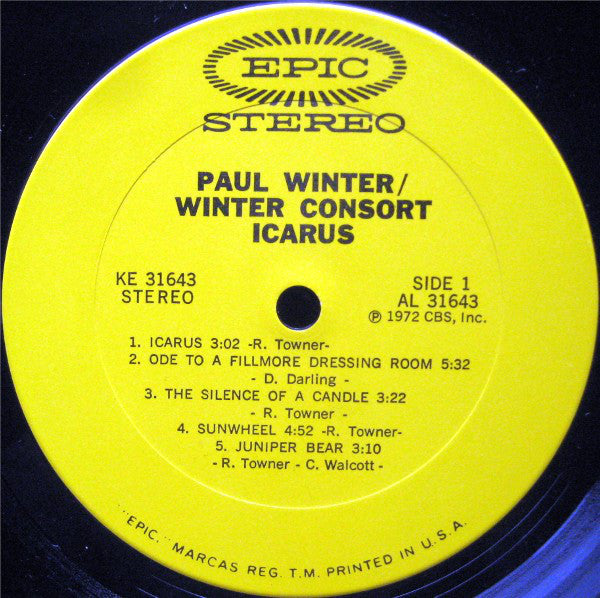 EPIC
STEREO
PAUL WINTER/
WINTER CONSORT
ICARUS
KE 31643
STEREO
SIDE 1
AL 31643
Ⓟ 1972 CBS, Inc.
1. ICARUS 3:02 -R. Towner-
2. ODE TO A FILLMORE DRESSING ROOM 5:32
- D. Darling -
3. THE SILENCE OF A CANDLE 3:22
- R. Towner -
4. SUNWHEEL 4:52 -R. Towner-
5. JUNIPER BEAR 3:10
- R. Towner - C. Walcott -
"EPIC," MARCAS REG. T.M. PRINTED IN U.S.A.